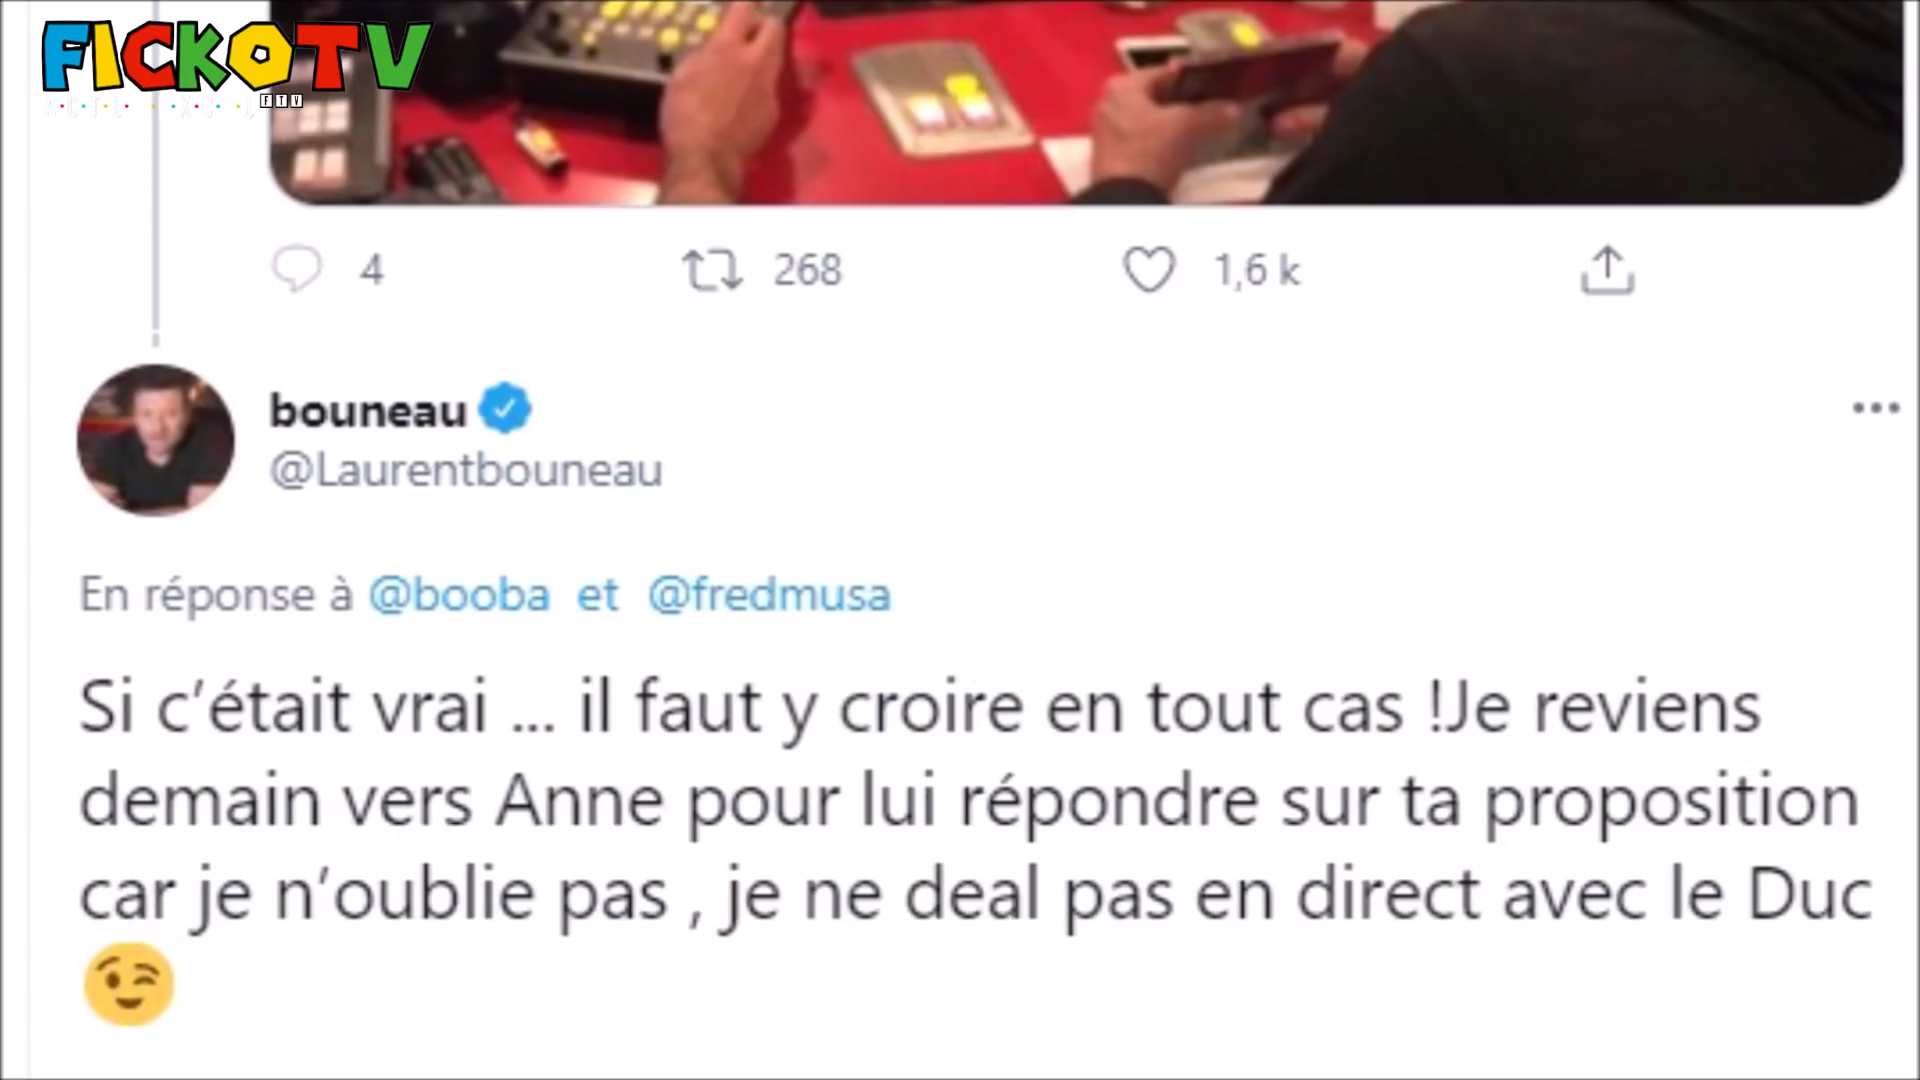 FICKOTV
FTV
4 268 1,6 k
bouneau
@Laurentbouneau
En réponse à @booba et @fredmusa
Si c’était vrai ... il faut y croire en tout cas !Je reviens
demain vers Anne pour lui répondre sur ta proposition
car je n’oublie pas , je ne deal pas en direct avec le Duc
😉